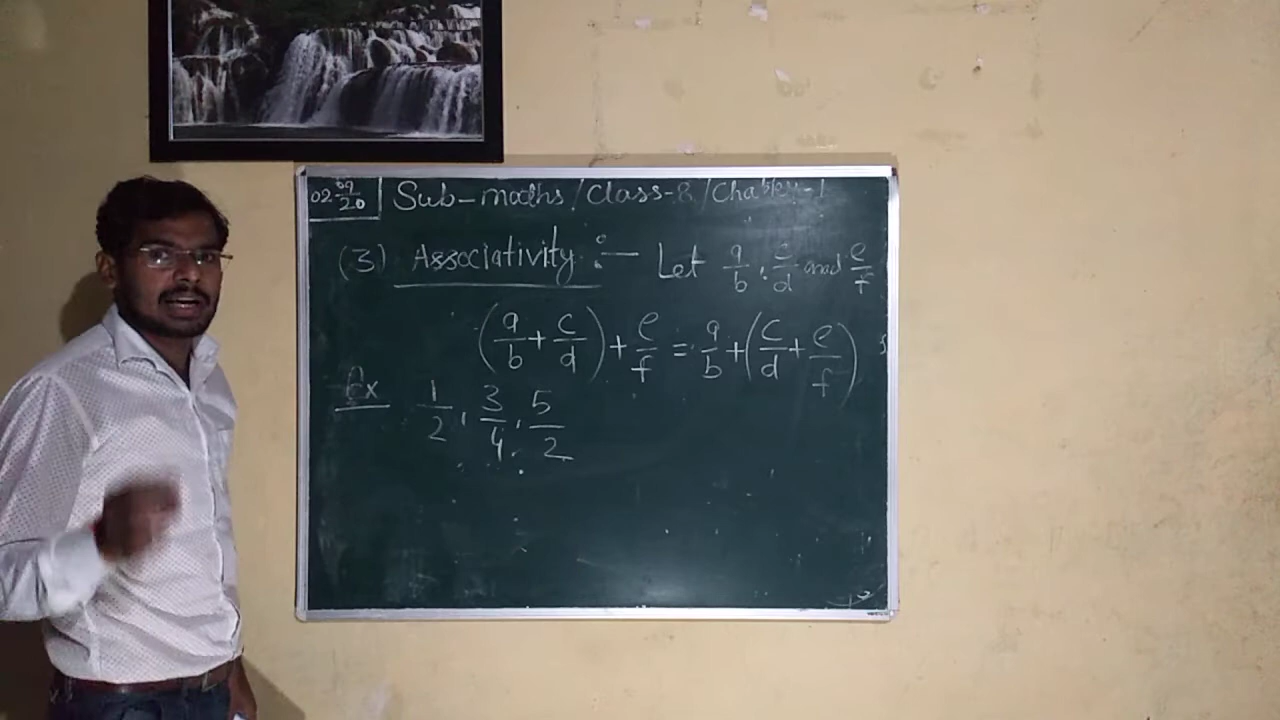 02 09/20 Sub-maths/Class-8/Chapter-1
(3) Associativity :- Let a/b, c/d and e/f
(a/b + c/d) + e/f = a/b + (c/d + e/f)
Ex 1/2, 3/4, 5/2